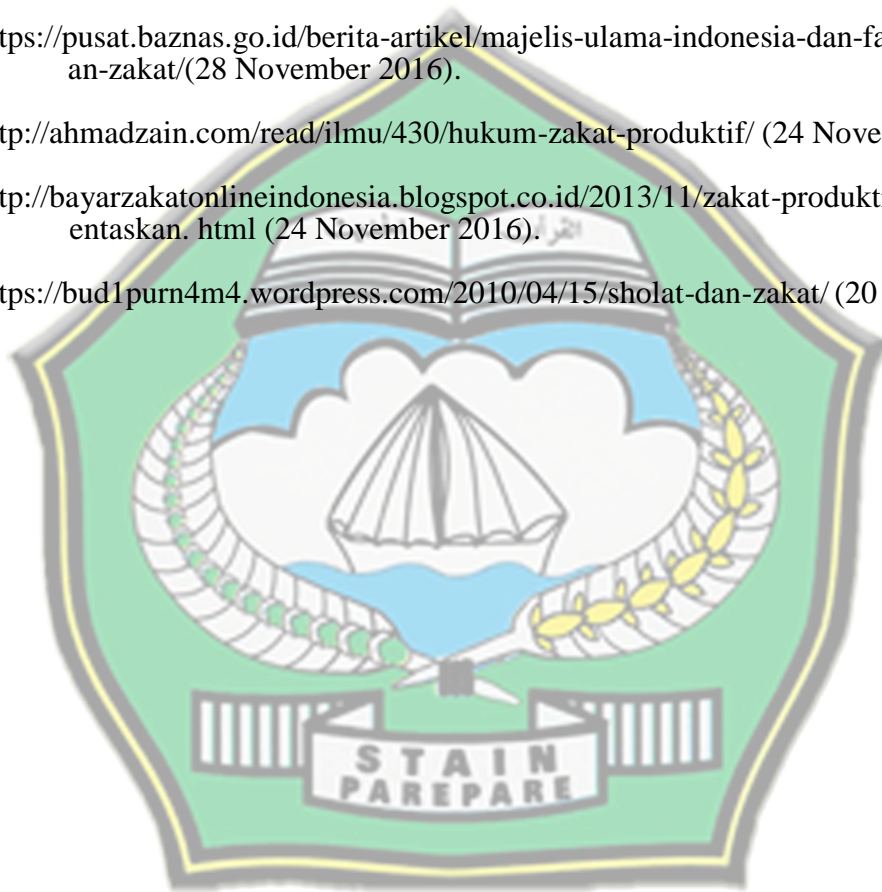 tps://pusat.baznas.go.id/berita-artikel/majelis-ulama-indonesia-dan-fa
an-zakat/(28 November 2016).
tp://ahmadzain.com/read/ilmu/430/hukum-zakat-produktif/ (24 Nove
tp://bayarzakatonlineindonesia.blogspot.co.id/2013/11/zakat-produkt
entaskan. html (24 November 2016).
tps://bud1purn4m4.wordpress.com/2010/04/15/sholat-dan-zakat/ (20
STAIN
PAREPARE